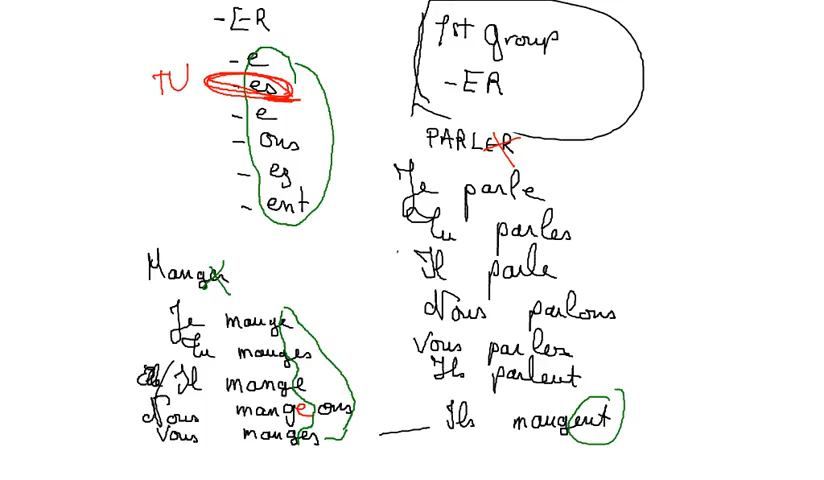 -ER
- e
TU - es
- e
- ons
- ez
- ent
Manger
Je mange
Tu manges
Il mange
Nous mangeons
Vous mangez
1st group
-ER
PARLER
Je parle
Tu parles
Il parle
Nous parlons
Vous parlez
Ils parlent
Ils mangent